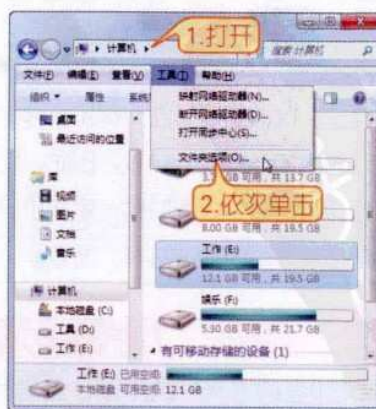 1.打开
计算机
搜索 计算机
文件(F) 编辑(E) 查看(V) 工具(T) 帮助(H)
组织 属性 系统
映射网络驱动器(N)...
断开网络驱动器(D)...
打开同步中心(S)...
文件夹选项(O)...
2.依次单击
桌面
最近访问的位置
库
视频
图片
文档
音乐
计算机
本地磁盘 (C:)
工具 (D:)
工作 (E:)
可用，共 13.7 GB
8.00 GB 可用，共 19.5 GB
工作 (E:)
12.1 GB 可用，共 19.5 GB
娱乐 (F:)
5.30 GB 可用，共 21.7 GB
有可移动存储的设备 (1)
工作 (E:) 已用空间:
本地磁盘 可用空间: 12.1 GB